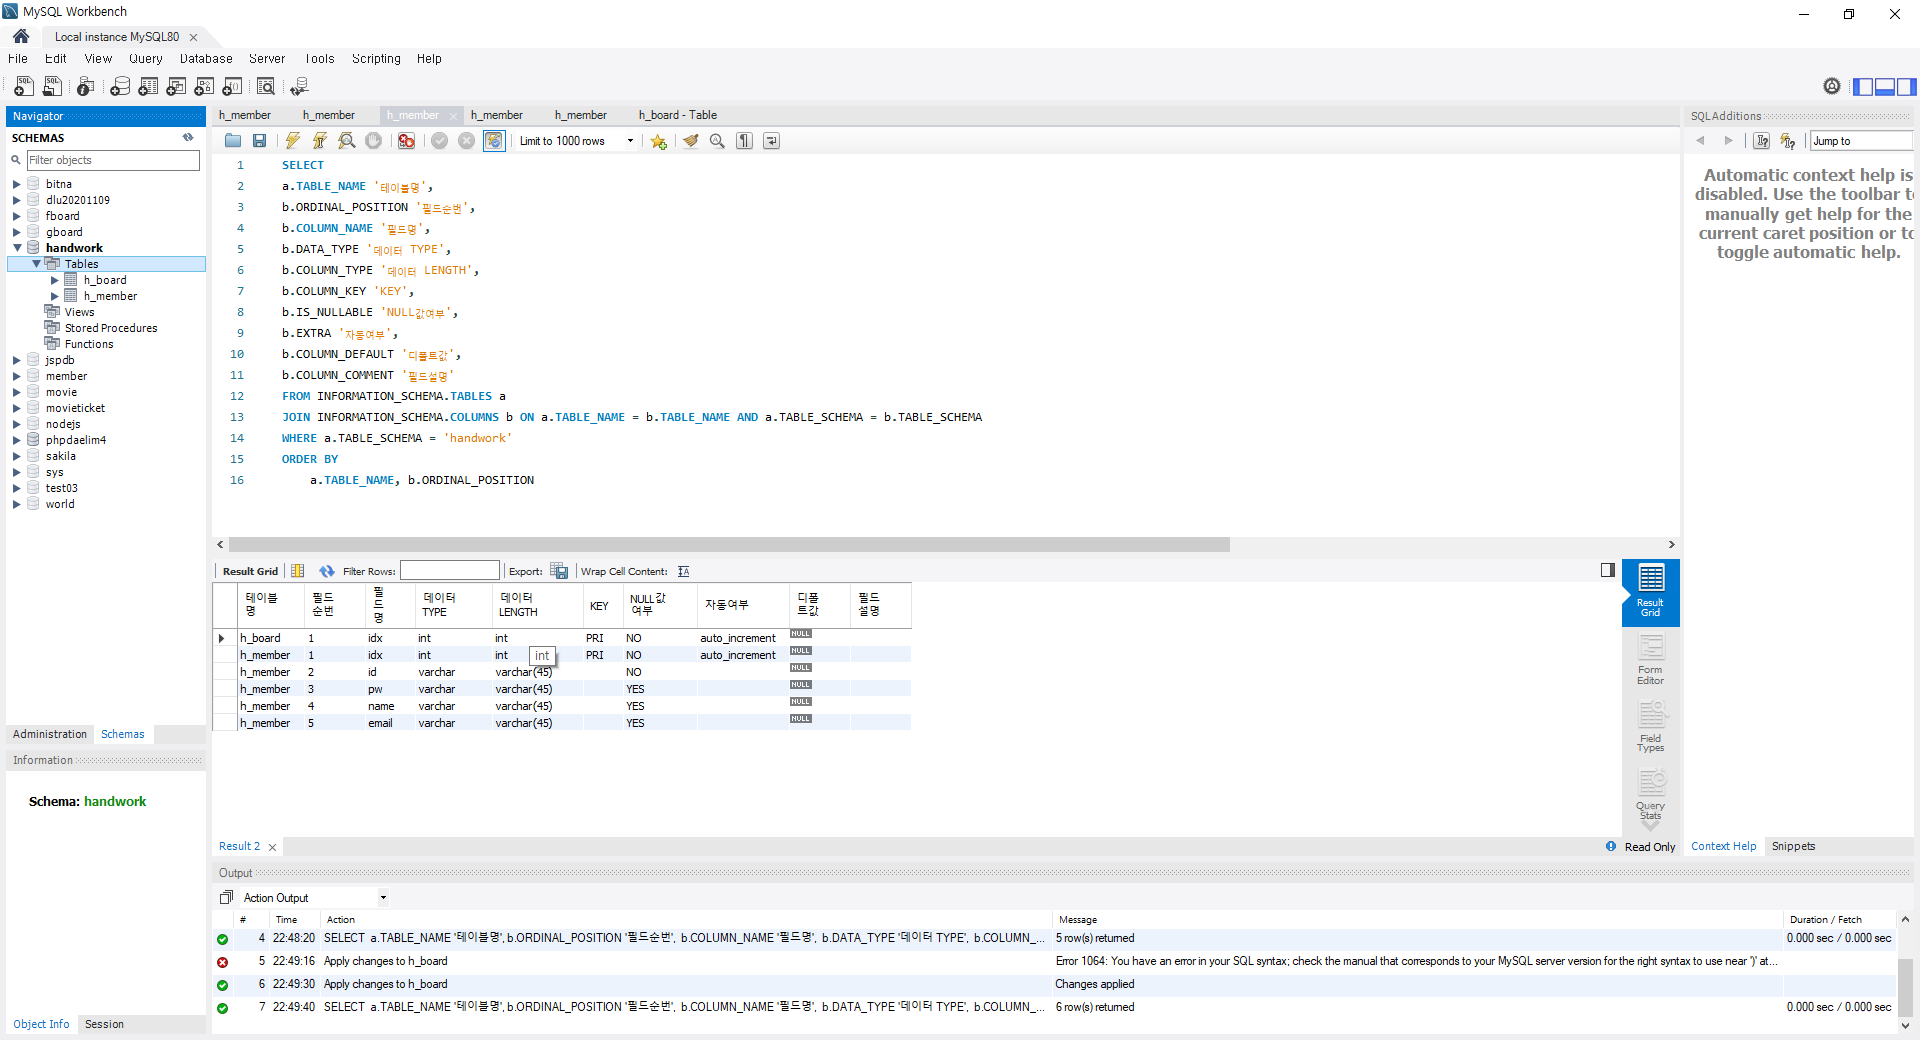 MySQL Workbench
Local instance MySQL80
File Edit View Query Database Server Tools Scripting Help
Navigator
SCHEMAS
Filter objects
bitna
dlu20201109
fboard
gboard
handwork
Tables
h_board
h_member
Views
Stored Procedures
Functions
jspdb
member
movie
movieticket
nodejs
phpdaelim4
sakila
sys
test03
world
Administration Schemas
Information
Schema: handwork
Object Info Session
h_member h_member h_member h_member h_member h_board - Table
Limit to 1000 rows
1 SELECT
2 a.TABLE_NAME '테이블명',
3 b.ORDINAL_POSITION '필드순번',
4 b.COLUMN_NAME '필드명',
5 b.DATA_TYPE '데이터 TYPE',
6 b.COLUMN_TYPE '데이터 LENGTH',
7 b.COLUMN_KEY 'KEY',
8 b.IS_NULLABLE 'NULL값여부',
9 b.EXTRA '자동여부',
10 b.COLUMN_DEFAULT '디폴트값',
11 b.COLUMN_COMMENT '필드설명'
12 FROM INFORMATION_SCHEMA.TABLES a
13 JOIN INFORMATION_SCHEMA.COLUMNS b ON a.TABLE_NAME = b.TABLE_NAME AND a.TABLE_SCHEMA = b.TABLE_SCHEMA
14 WHERE a.TABLE_SCHEMA = 'handwork'
15 ORDER BY
16 a.TABLE_NAME, b.ORDINAL_POSITION
Result Grid Filter Rows: Export: Wrap Cell Content:
테이블명 필드순번 필드명 데이터 TYPE 데이터 LENGTH KEY NULL값여부 자동여부 디폴트값 필드설명
h_board 1 idx int int PRI NO auto_increment NULL
h_member 1 idx int int PRI NO auto_increment NULL
int
h_member 2 id varchar varchar(45) NO NULL
h_member 3 pw varchar varchar(45) YES NULL
h_member 4 name varchar varchar(45) YES NULL
h_member 5 email varchar varchar(45) YES NULL
Result Grid
Form Editor
Field Types
Query Stats
Result 2
Read Only
SQLAdditions
Jump to
Automatic context help is
disabled. Use the toolbar t
manually get help for the
current caret position or to
toggle automatic help.
Context Help Snippets
Output
Action Output
# Time Action Message Duration / Fetch
4 22:48:20 SELECT a.TABLE_NAME '테이블명', b.ORDINAL_POSITION '필드순번', b.COLUMN_NAME '필드명', b.DATA_TYPE '데이터 TYPE', b.COLUMN_... 5 row(s) returned 0.000 sec / 0.000 sec
5 22:49:16 Apply changes to h_board Error 1064: You have an error in your SQL syntax; check the manual that corresponds to your MySQL server version for the right syntax to use near ')' at...
6 22:49:30 Apply changes to h_board Changes applied
7 22:49:40 SELECT a.TABLE_NAME '테이블명', b.ORDINAL_POSITION '필드순번', b.COLUMN_NAME '필드명', b.DATA_TYPE '데이터 TYPE', b.COLUMN_... 6 row(s) returned 0.000 sec / 0.000 sec